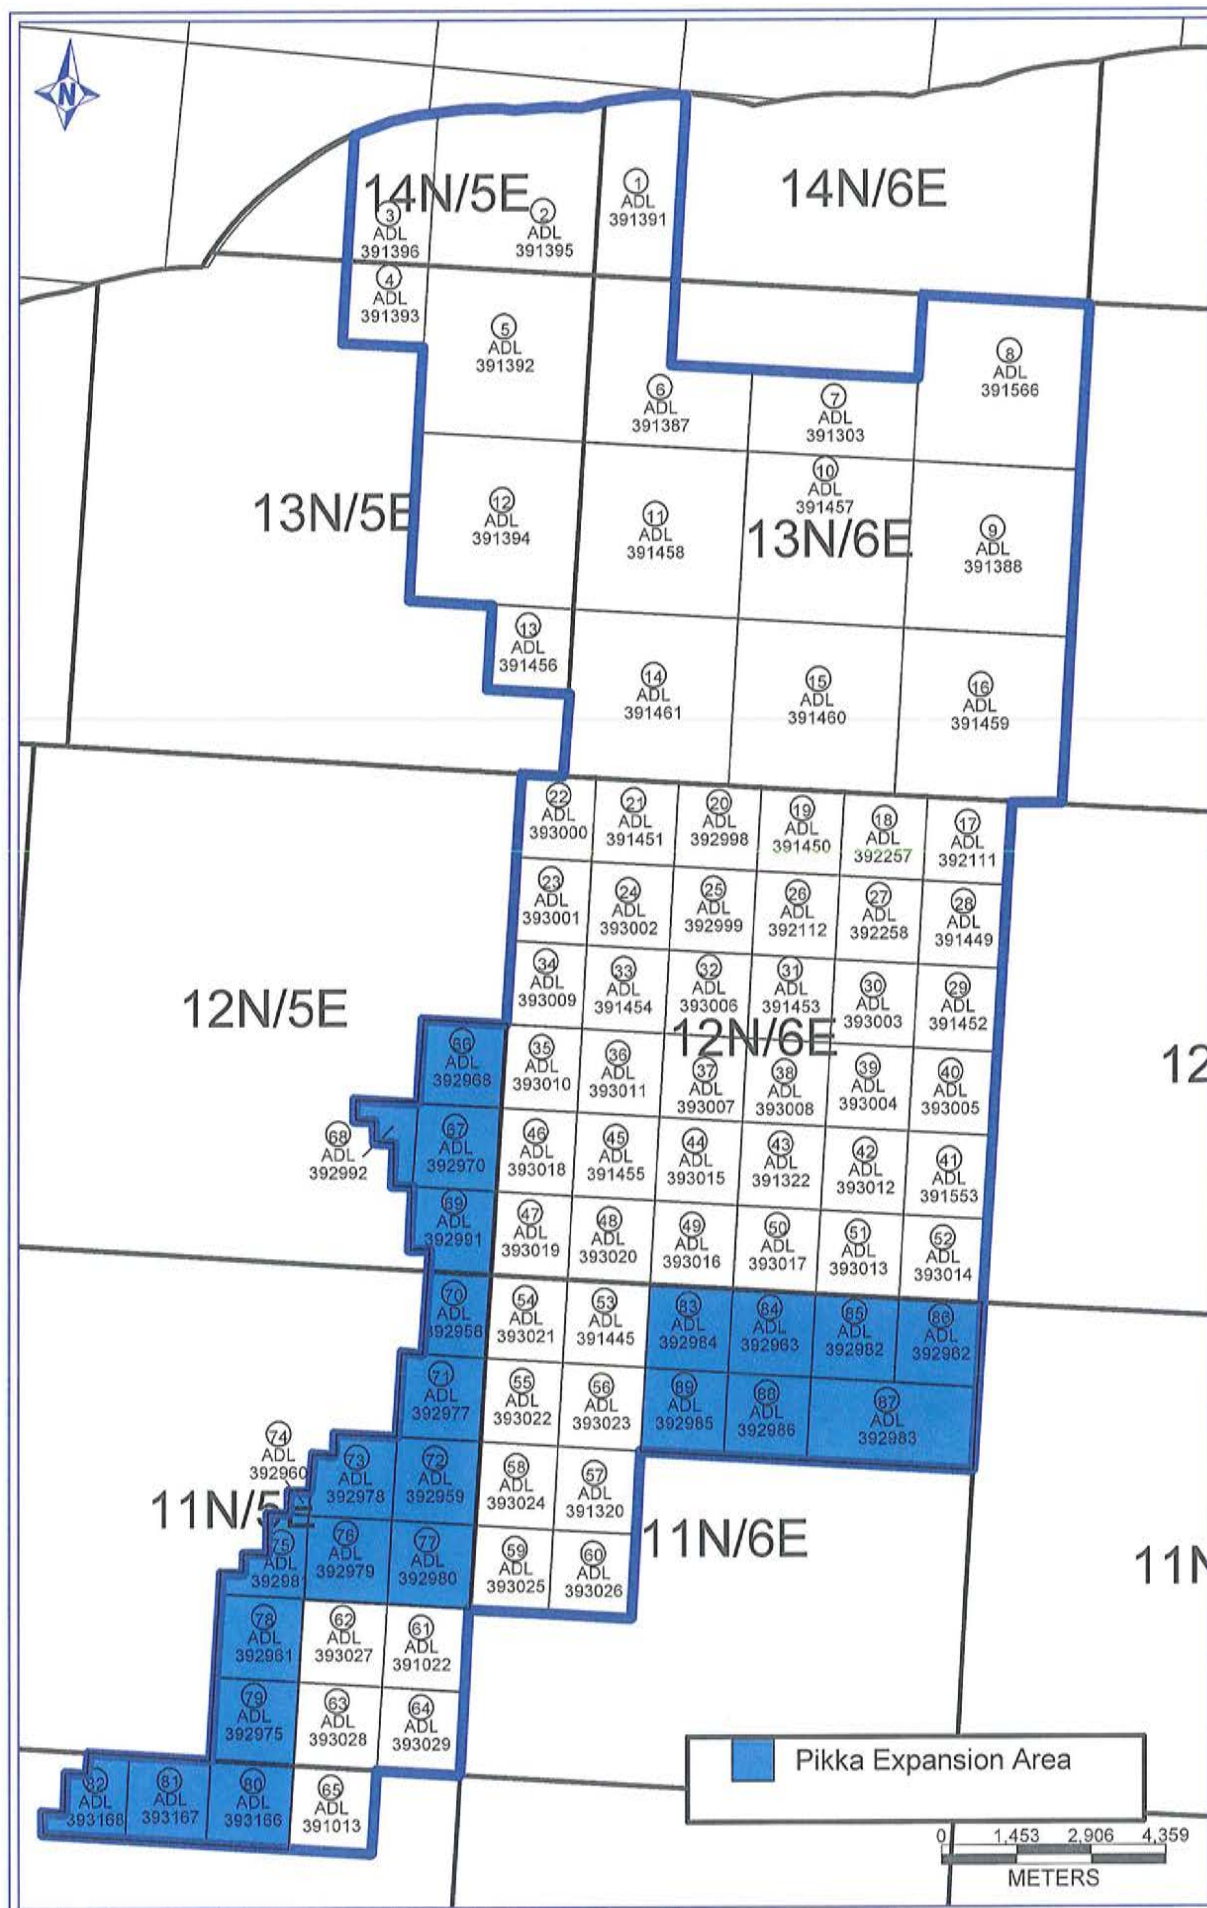 N
14N/5E
14N/6E
1
ADL
391391
2
ADL
391395
3
ADL
391396
4
ADL
391393
5
ADL
391392
6
ADL
391387
7
ADL
391303
8
ADL
391566
13N/5E
13N/6E
9
ADL
391388
10
ADL
391457
11
ADL
391458
12
ADL
391394
13
ADL
391456
14
ADL
391461
15
ADL
391460
16
ADL
391459
22
ADL
393000
21
ADL
391451
20
ADL
392998
19
ADL
391450
18
ADL
392257
17
ADL
392111
23
ADL
393001
24
ADL
393002
25
ADL
392999
26
ADL
392112
27
ADL
392258
28
ADL
391449
34
ADL
393009
33
ADL
391454
32
ADL
393006
31
ADL
391453
30
ADL
393003
29
ADL
391452
12N/5E
12N/6E
12
66
ADL
392968
35
ADL
393010
36
ADL
393011
37
ADL
393007
38
ADL
393008
39
ADL
393004
40
ADL
393005
68
ADL
392992
67
ADL
392970
46
ADL
393018
45
ADL
391455
44
ADL
393015
43
ADL
391322
42
ADL
393012
41
ADL
391553
69
ADL
392991
47
ADL
393019
48
ADL
393020
49
ADL
393016
50
ADL
393017
51
ADL
393013
52
ADL
393014
70
ADL
392958
54
ADL
393021
53
ADL
391445
83
ADL
392984
84
ADL
392963
85
ADL
392982
86
ADL
392962
71
ADL
392977
55
ADL
393022
56
ADL
393023
89
ADL
392985
88
ADL
392986
87
ADL
392983
74
ADL
392960
73
ADL
392978
72
ADL
392959
58
ADL
393024
57
ADL
391320
11N/5E
11N/6E
11N
75
ADL
39298
76
ADL
392979
77
ADL
392980
59
ADL
393025
60
ADL
393026
78
ADL
392961
62
ADL
393027
61
ADL
391022
79
ADL
392975
63
ADL
393028
64
ADL
393029
82
ADL
393168
81
ADL
393167
80
ADL
393166
65
ADL
391013
Pikka Expansion Area
0 1,453 2,906 4,359
METERS